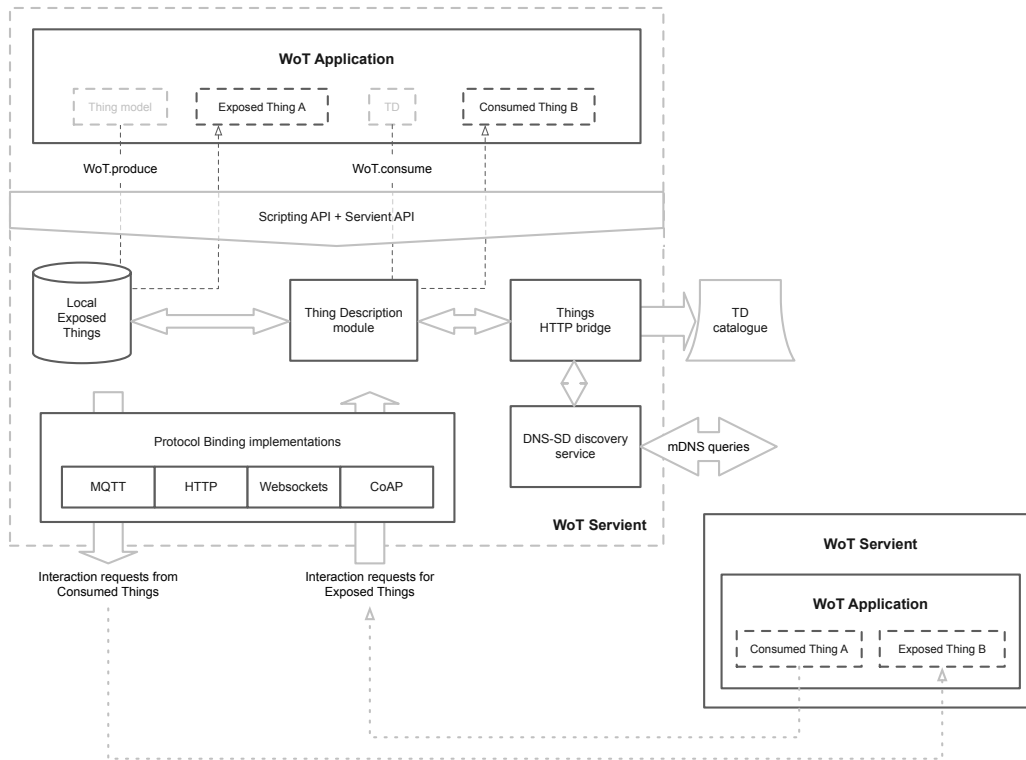 WoT Application
Thing model
Exposed Thing A
TD
Consumed Thing B
WoT.produce
WoT.consume
Scripting API + Servient API
Local
Exposed
Things
Thing Description
module
Things
HTTP bridge
TD
catalogue
Protocol Binding implementations
MQTT
HTTP
Websockets
CoAP
DNS-SD discovery
service
mDNS queries
WoT Servient
Interaction requests from
Consumed Things
Interaction requests for
Exposed Things
WoT Servient
WoT Application
Consumed Thing A
Exposed Thing B